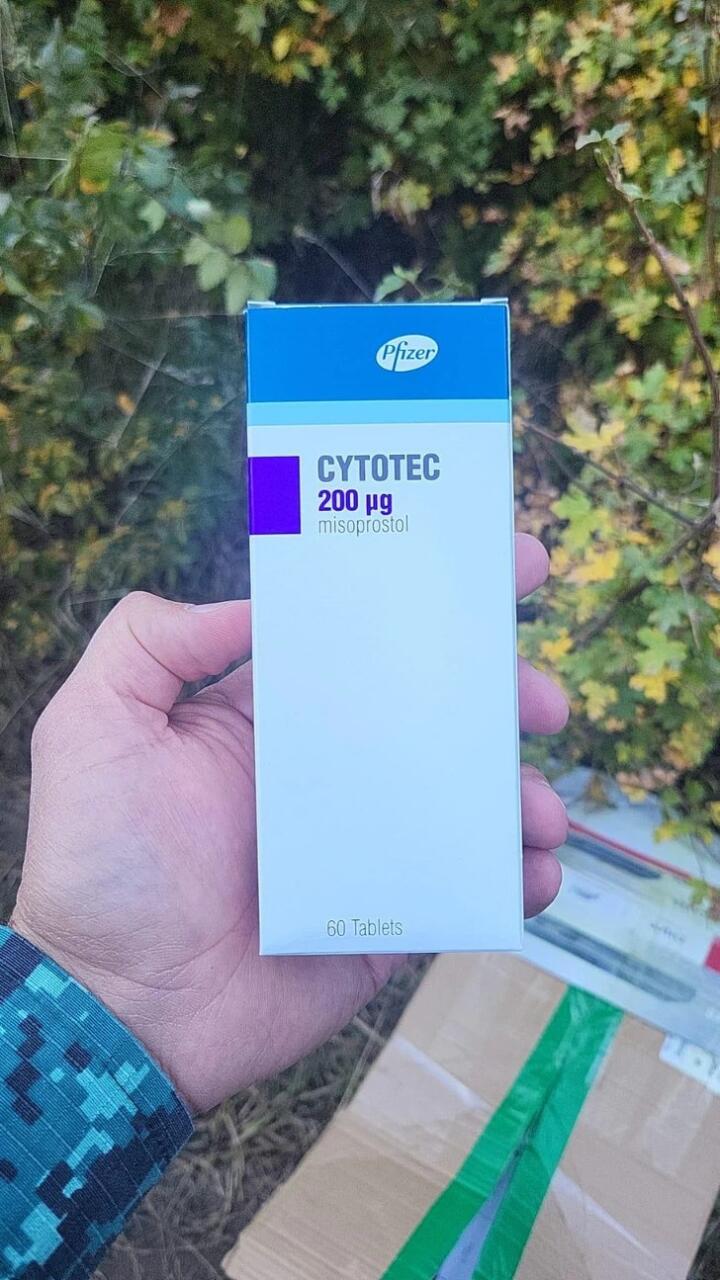 Pfizer
CYTOTEC
200 µg
misoprostol
60 Tablets